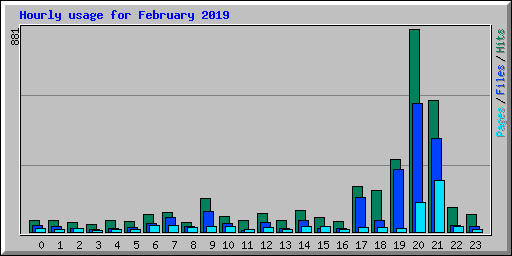 Hourly usage for February 2019
881
Pages/Files/Hits
0 1 2 3 4 5 6 7 8 9 10 11 12 13 14 15 16 17 18 19 20 21 22 23